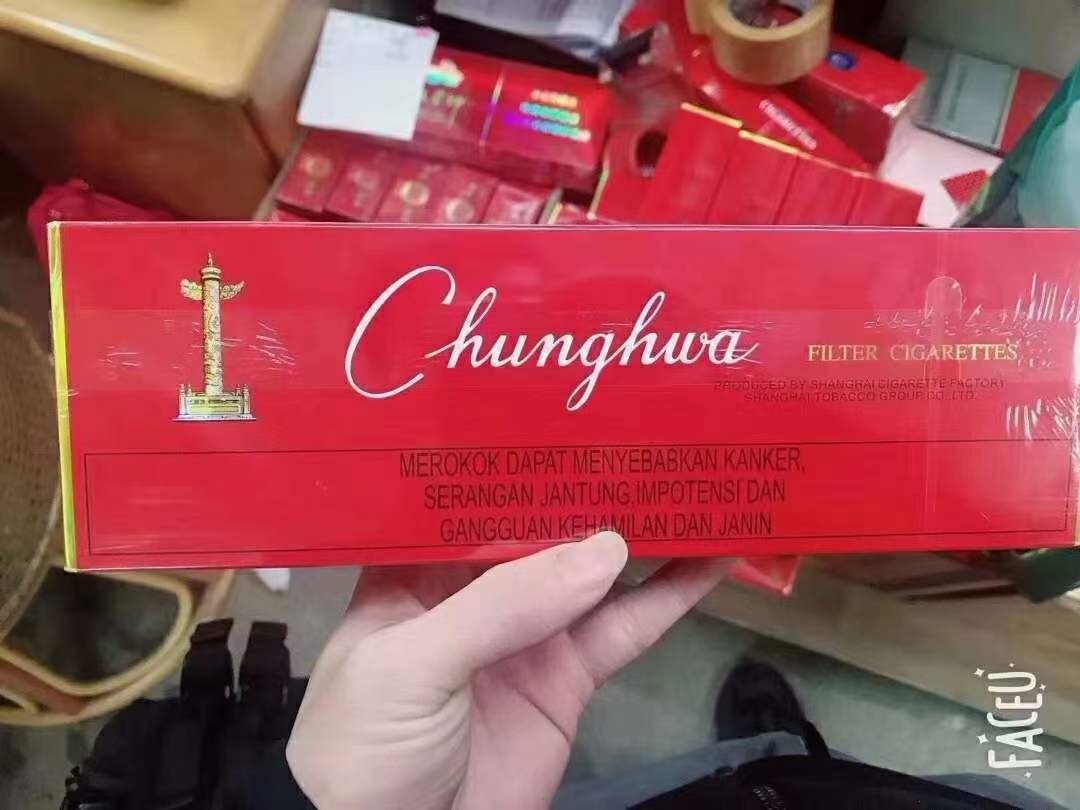 Chunghwa
FILTER CIGARETTES
PRODUCED BY SHANGHAI CIGARETTE FACTORY
SHANGHAI TOBACCO GROUP CO., LTD.
MEROKOK DAPAT MENYEBABKAN KANKER,
SERANGAN JANTUNG,IMPOTENSI DAN
GANGGUAN KEHAMILAN DAN JANIN
FACEU